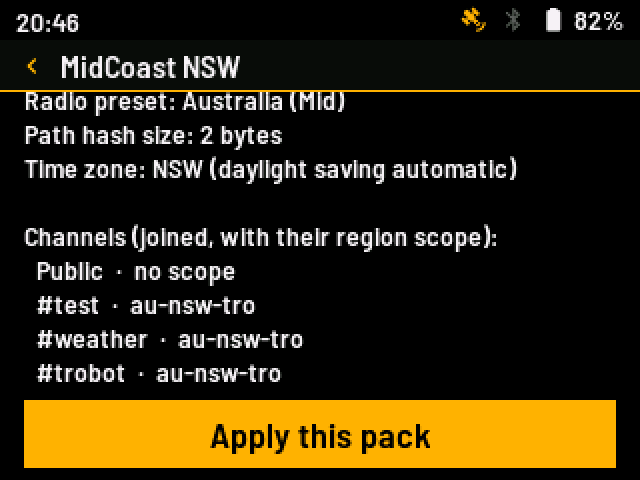 20:46
82%
MidCoast NSW
Radio preset: Australia (Mid)
Path hash size: 2 bytes
Time zone: NSW (daylight saving automatic)
Channels (joined, with their region scope):
Public · no scope
#test · au-nsw-tro
#weather · au-nsw-tro
#trobot · au-nsw-tro
Apply this pack